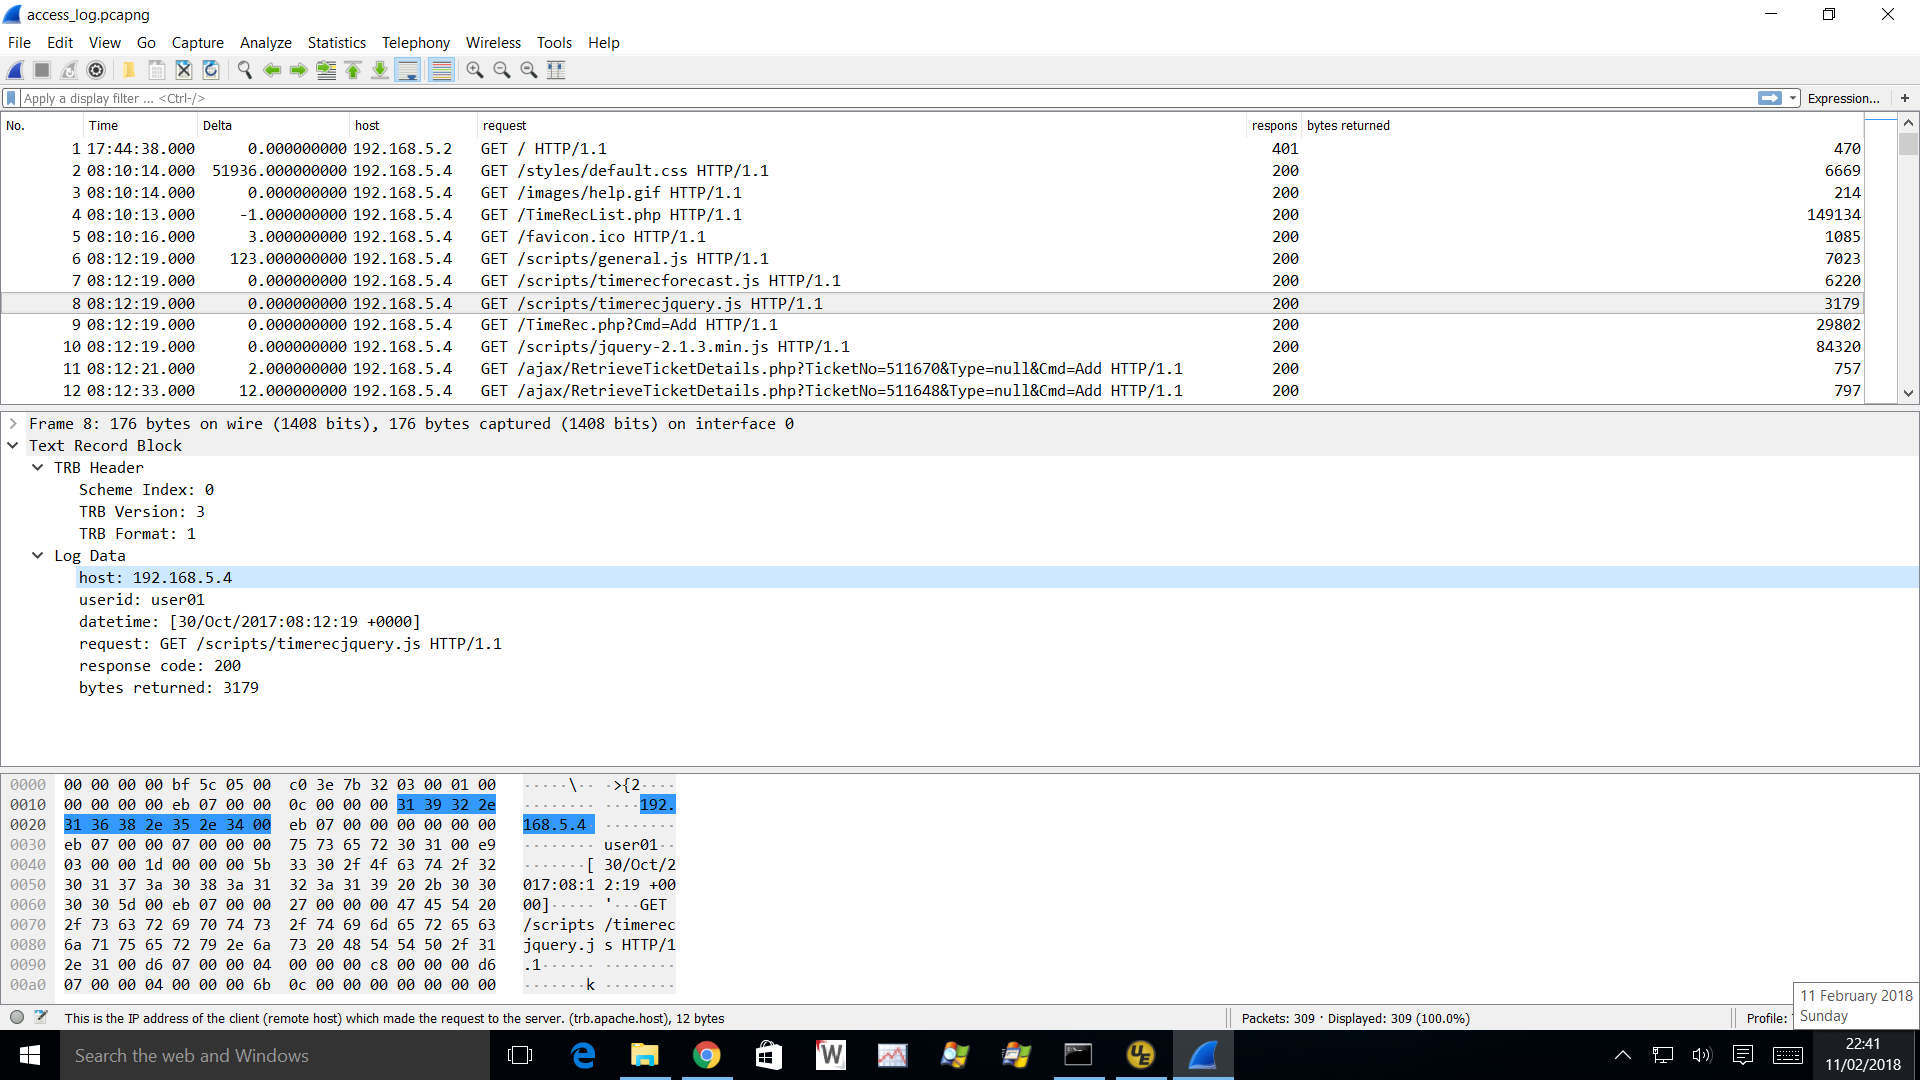 access_log.pcapng
File Edit View Go Capture Analyze Statistics Telephony Wireless Tools Help
Apply a display filter ... <Ctrl-/> Expression... +
No. Time Delta host request respons bytes returned
1 17:44:38.000 0.000000000 192.168.5.2 GET / HTTP/1.1 401 470
2 08:10:14.000 51936.000000000 192.168.5.4 GET /styles/default.css HTTP/1.1 200 6669
3 08:10:14.000 0.000000000 192.168.5.4 GET /images/help.gif HTTP/1.1 200 214
4 08:10:13.000 -1.000000000 192.168.5.4 GET /TimeRecList.php HTTP/1.1 200 149134
5 08:10:16.000 3.000000000 192.168.5.4 GET /favicon.ico HTTP/1.1 200 1085
6 08:12:19.000 123.000000000 192.168.5.4 GET /scripts/general.js HTTP/1.1 200 7023
7 08:12:19.000 0.000000000 192.168.5.4 GET /scripts/timerecforecast.js HTTP/1.1 200 6220
8 08:12:19.000 0.000000000 192.168.5.4 GET /scripts/timerecjquery.js HTTP/1.1 200 3179
9 08:12:19.000 0.000000000 192.168.5.4 GET /TimeRec.php?Cmd=Add HTTP/1.1 200 29802
10 08:12:19.000 0.000000000 192.168.5.4 GET /scripts/jquery-2.1.3.min.js HTTP/1.1 200 84320
11 08:12:21.000 2.000000000 192.168.5.4 GET /ajax/RetrieveTicketDetails.php?TicketNo=511670&Type=null&Cmd=Add HTTP/1.1 200 757
12 08:12:33.000 12.000000000 192.168.5.4 GET /ajax/RetrieveTicketDetails.php?TicketNo=511648&Type=null&Cmd=Add HTTP/1.1 200 797
Frame 8: 176 bytes on wire (1408 bits), 176 bytes captured (1408 bits) on interface 0
Text Record Block
TRB Header
Scheme Index: 0
TRB Version: 3
TRB Format: 1
Log Data
host: 192.168.5.4
userid: user01
datetime: [30/Oct/2017:08:12:19 +0000]
request: GET /scripts/timerecjquery.js HTTP/1.1
response code: 200
bytes returned: 3179
0000 00 00 00 00 bf 5c 05 00 c0 3e 7b 32 03 00 01 00 ·····\·· ·>{2····
0010 00 00 00 00 eb 07 00 00 0c 00 00 00 31 39 32 2e ········ ····192.
0020 31 36 38 2e 35 2e 34 00 eb 07 00 00 00 00 00 00 168.5.4· ········
0030 eb 07 00 00 07 00 00 00 75 73 65 72 30 31 00 e9 ········ user01··
0040 03 00 00 1d 00 00 00 5b 33 30 2f 4f 63 74 2f 32 ·······[ 30/Oct/2
0050 30 31 37 3a 30 38 3a 31 32 3a 31 39 20 2b 30 30 017:08:1 2:19 +00
0060 30 30 5d 00 eb 07 00 00 27 00 00 00 47 45 54 20 00]····· '···GET
0070 2f 73 63 72 69 70 74 73 2f 74 69 6d 65 72 65 63 /scripts /timerec
0080 6a 71 75 65 72 79 2e 6a 73 20 48 54 54 50 2f 31 jquery.j s HTTP/1
0090 2e 31 00 d6 07 00 00 04 00 00 00 c8 00 00 00 d6 .1······ ········
00a0 07 00 00 04 00 00 00 6b 0c 00 00 00 00 00 00 00 ·······k ········
11 February 2018
Sunday
This is the IP address of the client (remote host) which made the request to the server. (trb.apache.host), 12 bytes Packets: 309 · Displayed: 309 (100.0%) Profile:
Search the web and Windows
22:41
11/02/2018